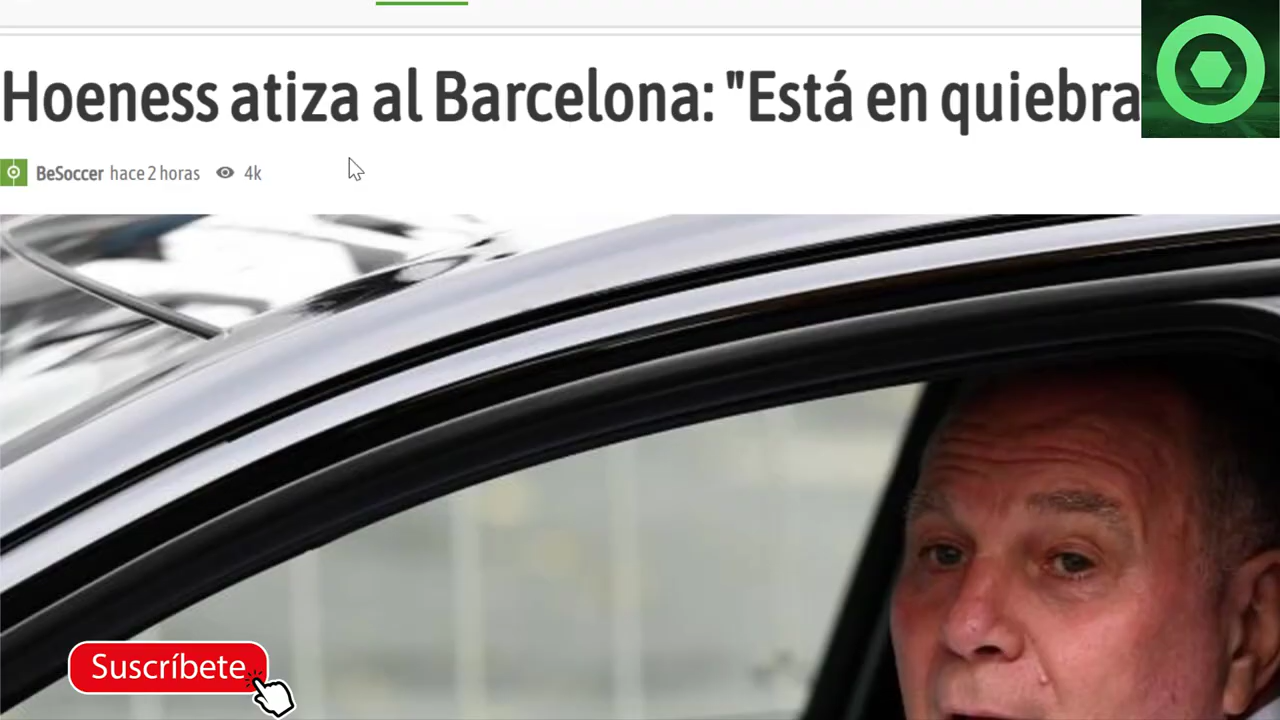 Hoeness atiza al Barcelona: "Está en quiebra
BeSoccer hace 2 horas 4k
Suscríbete